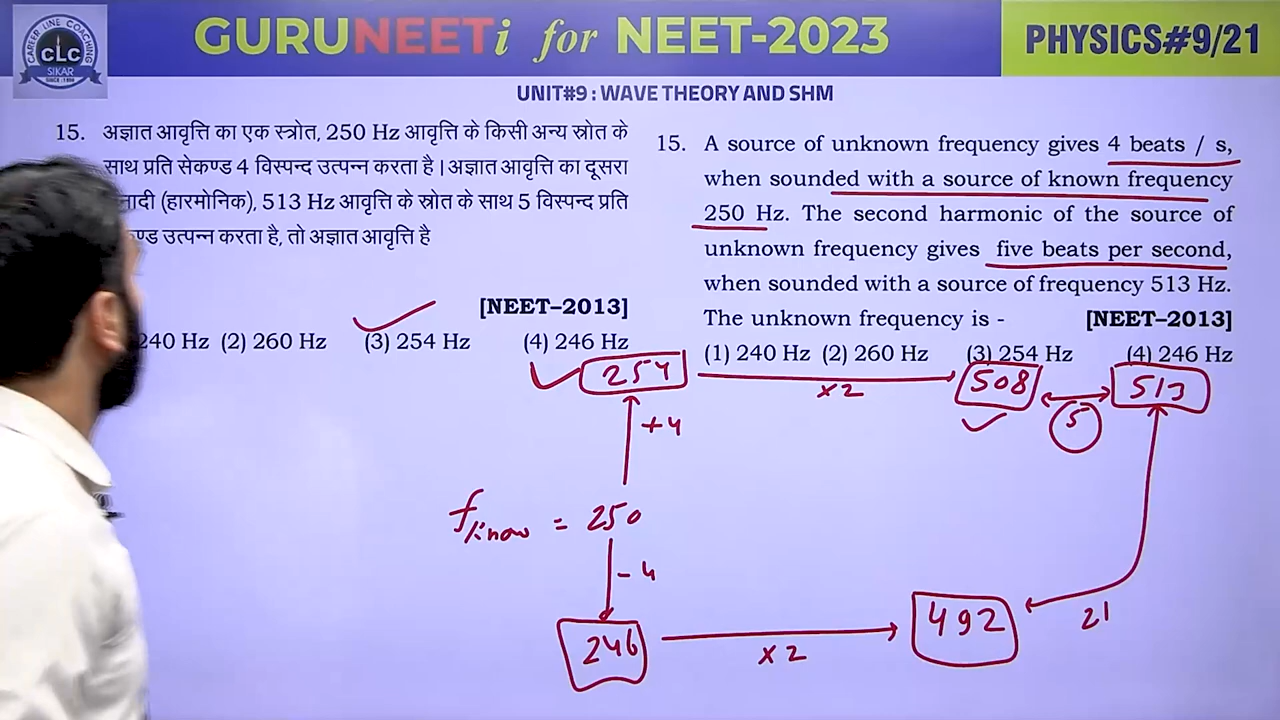 CAREER LINE COACHING
CLC
SIKAR
SINCE : 1996
GURUNEETi for NEET-2023
PHYSICS#9/21
UNIT#9 : WAVE THEORY AND SHM
15. अज्ञात आवृत्ति का एक स्त्रोत, 250 Hz आवृत्ति के किसी अन्य स्रोत के
साथ प्रति सेकण्ड 4 विस्पन्द उत्पन्न करता है। अज्ञात आवृत्ति का दूसरा
(हारमोनिक), 513 Hz आवृत्ति के स्रोत के साथ 5 विस्पन्द प्रति
उत्पन्न करता है, तो अज्ञात आवृत्ति है
[NEET–2013]
240 Hz (2) 260 Hz (3) 254 Hz (4) 246 Hz
15. A source of unknown frequency gives 4 beats / s,
when sounded with a source of known frequency
250 Hz. The second harmonic of the source of
unknown frequency gives five beats per second,
when sounded with a source of frequency 513 Hz.
The unknown frequency is - [NEET–2013]
(1) 240 Hz (2) 260 Hz (3) 254 Hz (4) 246 Hz
254 ×2 508 5 513
+4
f know = 250
- 4
246 ×2 492 21